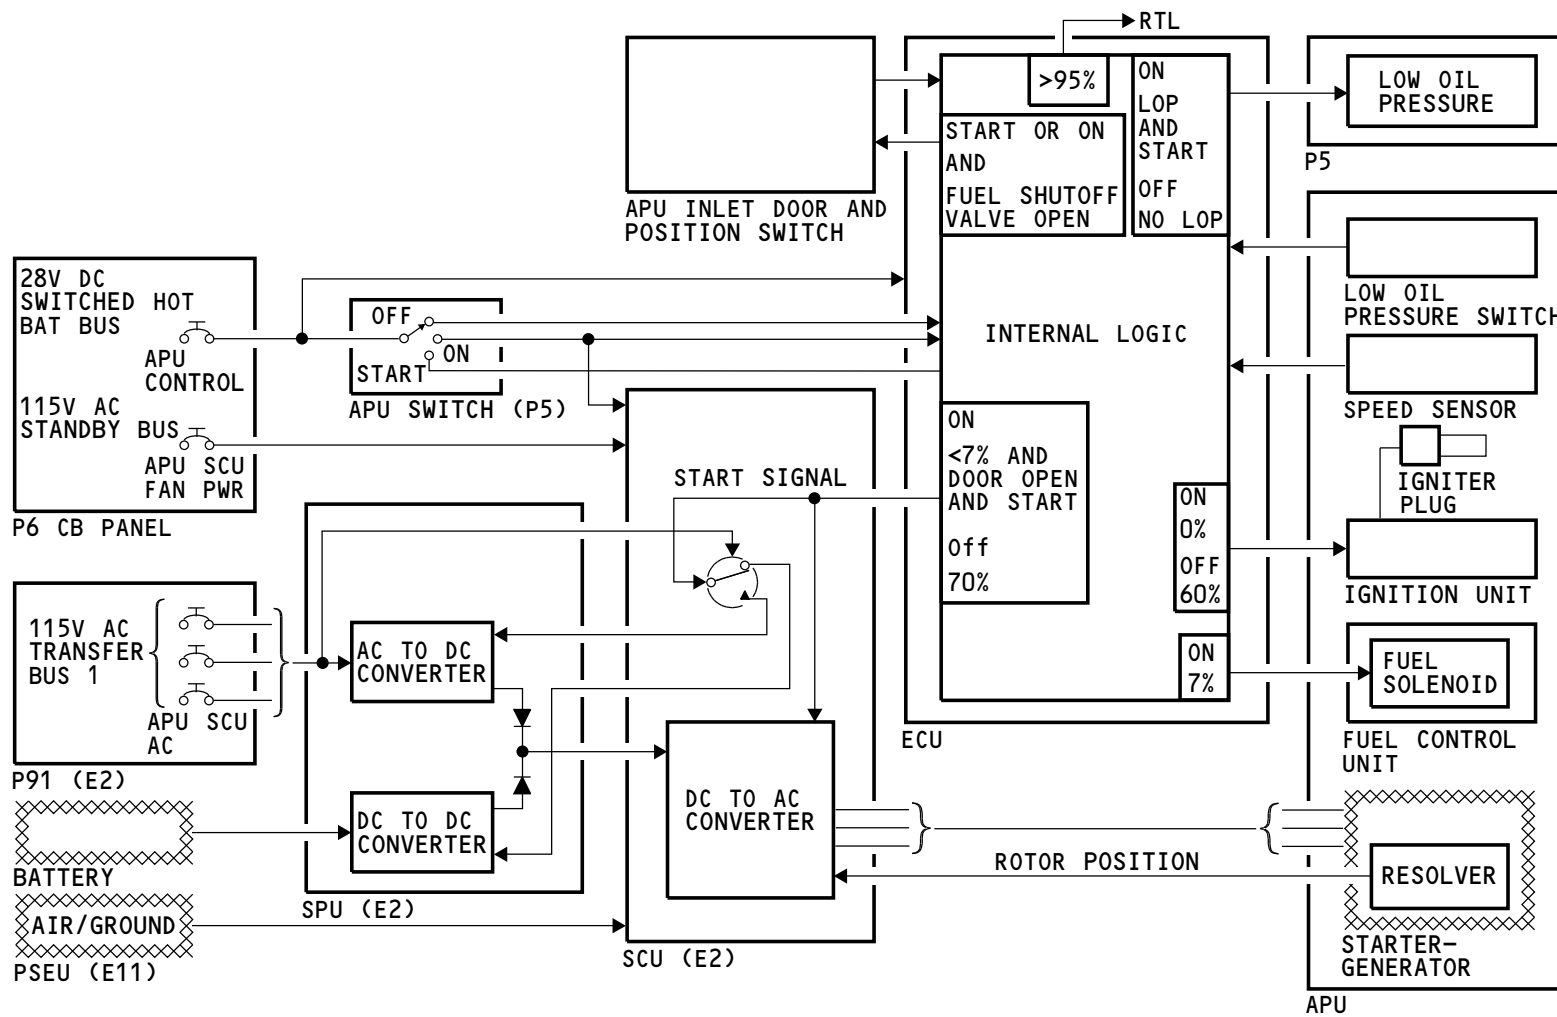 RTL
>95%
ON
LOP
AND
START
OFF
NO LOP
START OR ON
AND
FUEL SHUTOFF
VALVE OPEN
LOW OIL
PRESSURE
P5
APU INLET DOOR AND
POSITION SWITCH
28V DC
SWITCHED HOT
BAT BUS
APU
CONTROL
115V AC
STANDBY BUS
APU SCU
FAN PWR
P6 CB PANEL
OFF
ON
START
APU SWITCH (P5)
INTERNAL LOGIC
LOW OIL
PRESSURE SWITCH
SPEED SENSOR
IGNITER
PLUG
IGNITION UNIT
START SIGNAL
ON
<7% AND
DOOR OPEN
AND START
Off
70%
ON
0%
OFF
60%
ON
7%
FUEL
SOLENOID
FUEL CONTROL
UNIT
ECU
115V AC
TRANSFER
BUS 1
APU SCU
AC
P91 (E2)
AC TO DC
CONVERTER
DC TO DC
CONVERTER
SPU (E2)
BATTERY
AIR/GROUND
PSEU (E11)
DC TO AC
CONVERTER
SCU (E2)
ROTOR POSITION
RESOLVER
STARTER-
GENERATOR
APU